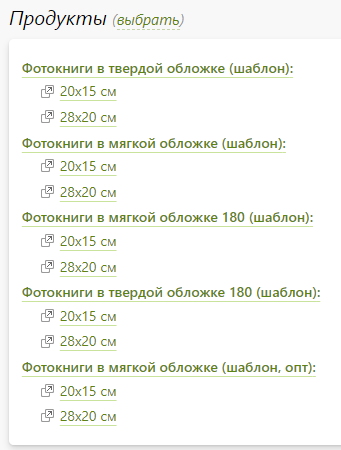 Продукты (выбрать)
Фотокниги в твердой обложке (шаблон):
20x15 см
28x20 см
Фотокниги в мягкой обложке (шаблон):
20x15 см
28x20 см
Фотокниги в мягкой обложке 180 (шаблон):
20x15 см
28x20 см
Фотокниги в твердой обложке 180 (шаблон):
20x15 см
28x20 см
Фотокниги в мягкой обложке (шаблон, опт):
20x15 см
28x20 см